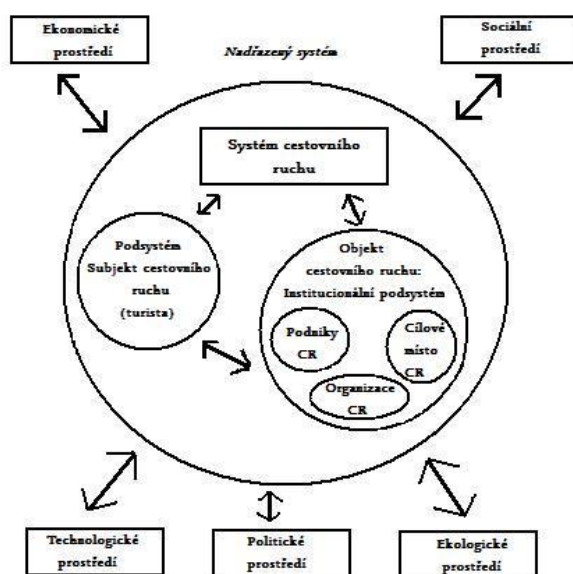 Ekonomické
prostředí
Sociální
prostředí
Nadřazený systém
Systém cestovního
ruchu
Podsystém
Subjekt cestovního
ruchu
(turista)
Objekt
cestovního ruchu:
Institucionální podsystém
Podniky
CR
Cílové
místo
CR
Organizace
CR
Technologické
prostředí
Politické
prostředí
Ekologické
prostředí